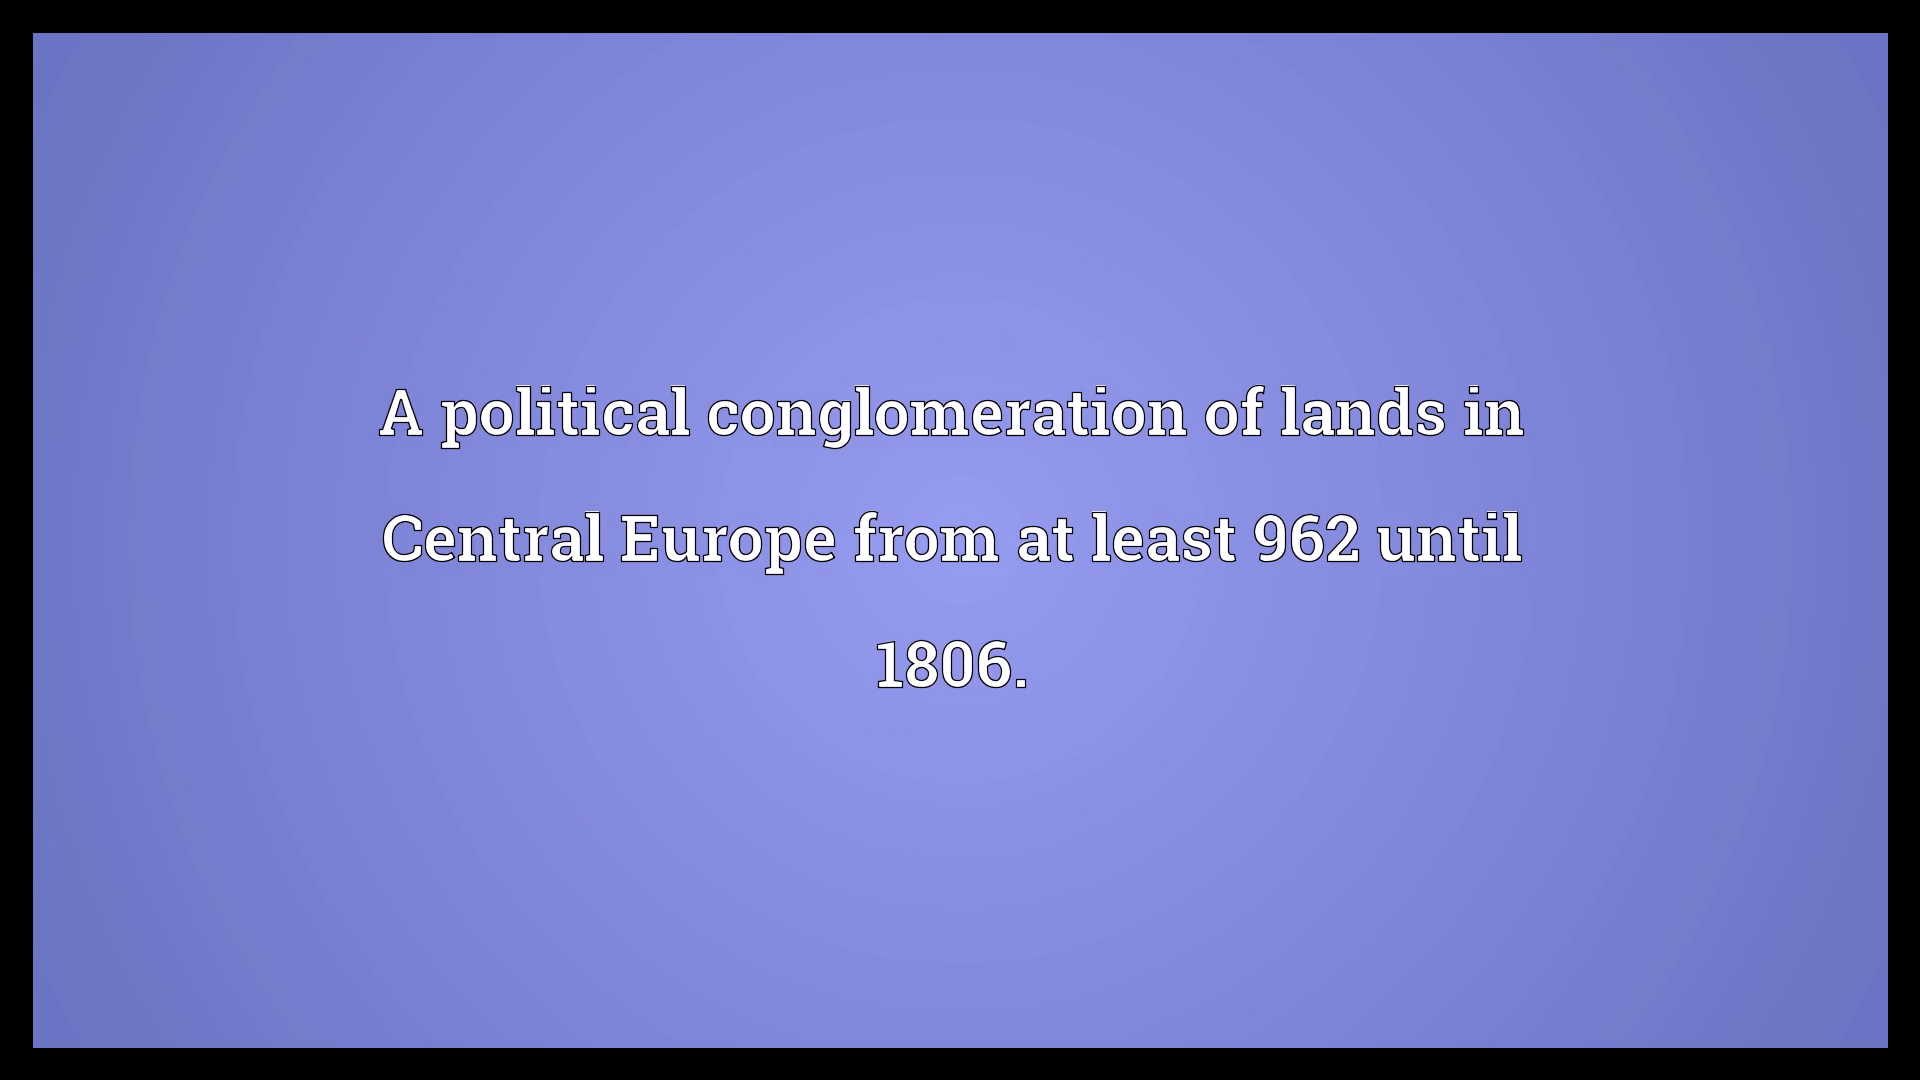 A political conglomeration of lands in
Central Europe from at least 962 until
1806.